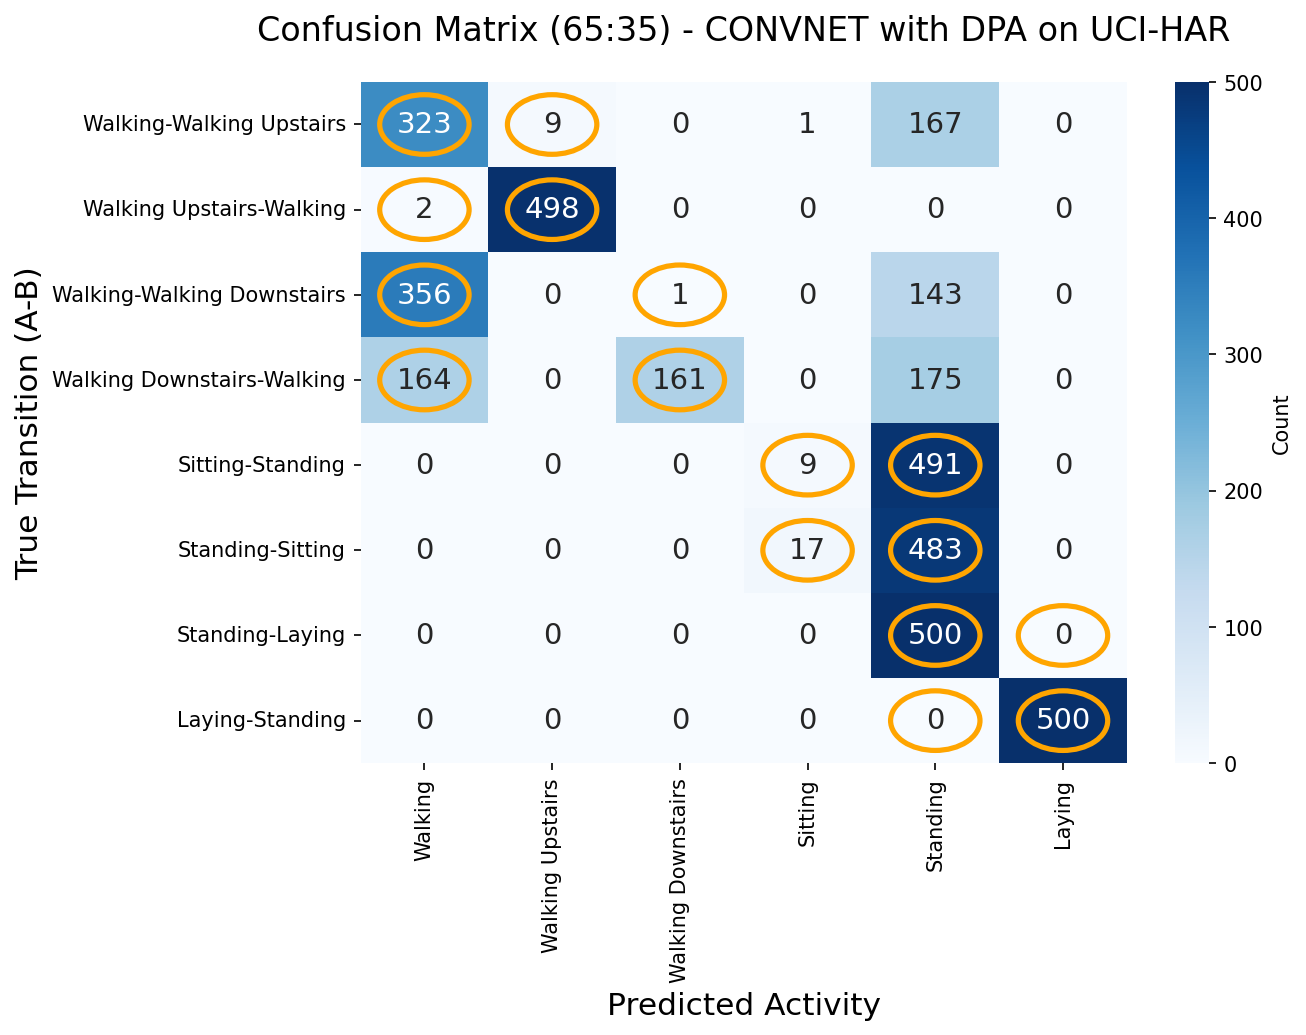 Confusion Matrix (65:35) - CONVNET with DPA on UCI-HAR
True Transition (A-B)
Walking-Walking Upstairs 323 9 0 1 167 0
Walking Upstairs-Walking 2 498 0 0 0 0
Walking-Walking Downstairs 356 0 1 0 143 0
Walking Downstairs-Walking 164 0 161 0 175 0
Sitting-Standing 0 0 0 9 491 0
Standing-Sitting 0 0 0 17 483 0
Standing-Laying 0 0 0 0 500 0
Laying-Standing 0 0 0 0 0 500
Walking
Walking Upstairs
Walking Downstairs
Sitting
Standing
Laying
Predicted Activity
500
400
300
200
100
0
Count